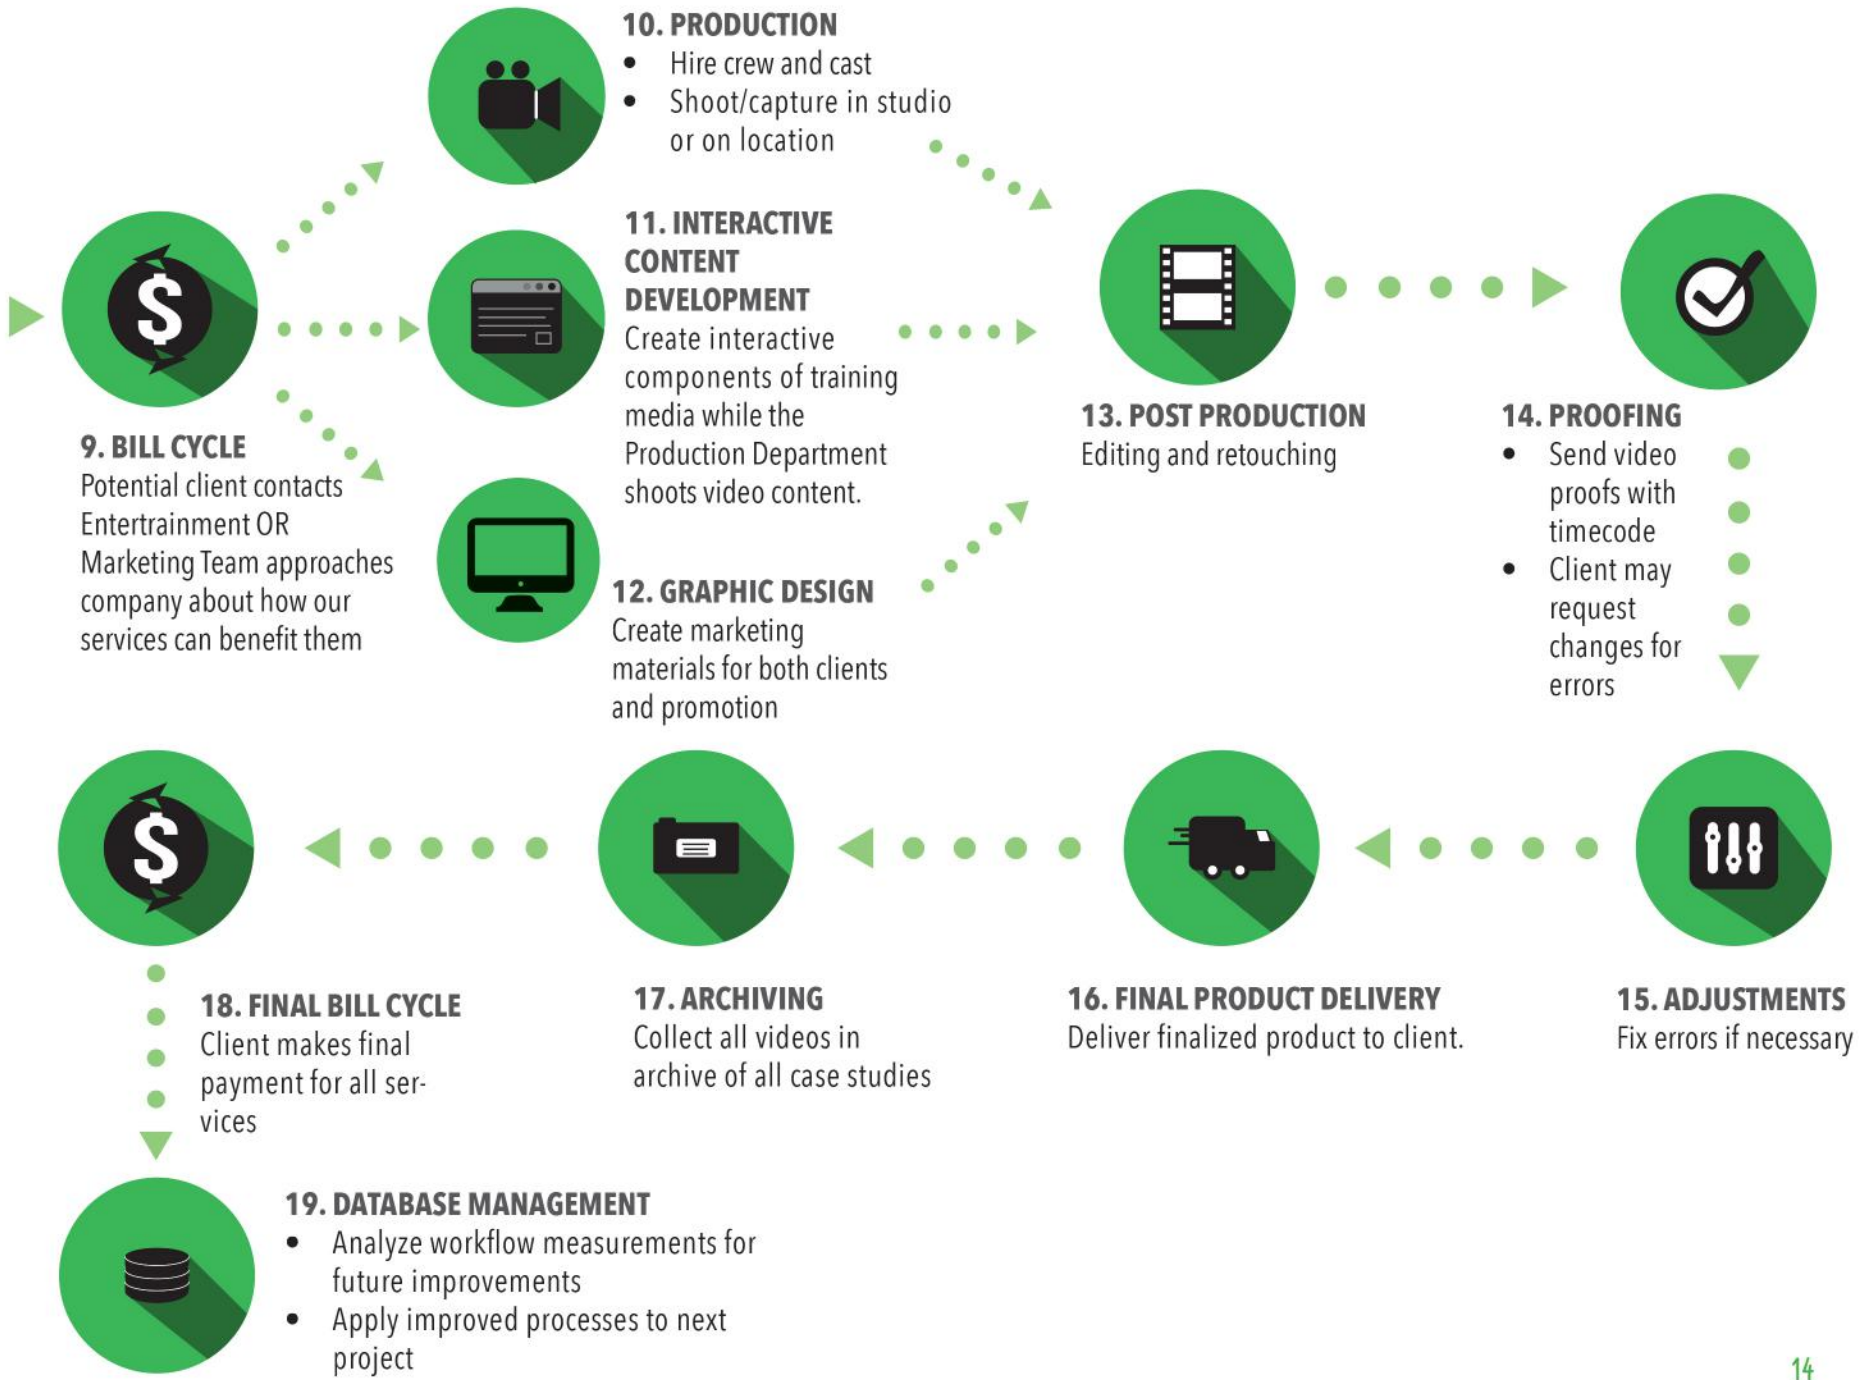 10. PRODUCTION
• Hire crew and cast
• Shoot/capture in studio
or on location
11. INTERACTIVE
CONTENT
DEVELOPMENT
Create interactive
components of training
media while the
Production Department
shoots video content.
$
9. BILL CYCLE
Potential client contacts
Entertrainment OR
Marketing Team approaches
company about how our
services can benefit them
12. GRAPHIC DESIGN
Create marketing
materials for both clients
and promotion
13. POST PRODUCTION
Editing and retouching
14. PROOFING
• Send video
proofs with
timecode
• Client may
request
changes for
errors
15. ADJUSTMENTS
Fix errors if necessary
16. FINAL PRODUCT DELIVERY
Deliver finalized product to client.
17. ARCHIVING
Collect all videos in
archive of all case studies
$
18. FINAL BILL CYCLE
Client makes final
payment for all ser-
vices
19. DATABASE MANAGEMENT
• Analyze workflow measurements for
future improvements
• Apply improved processes to next
project
14